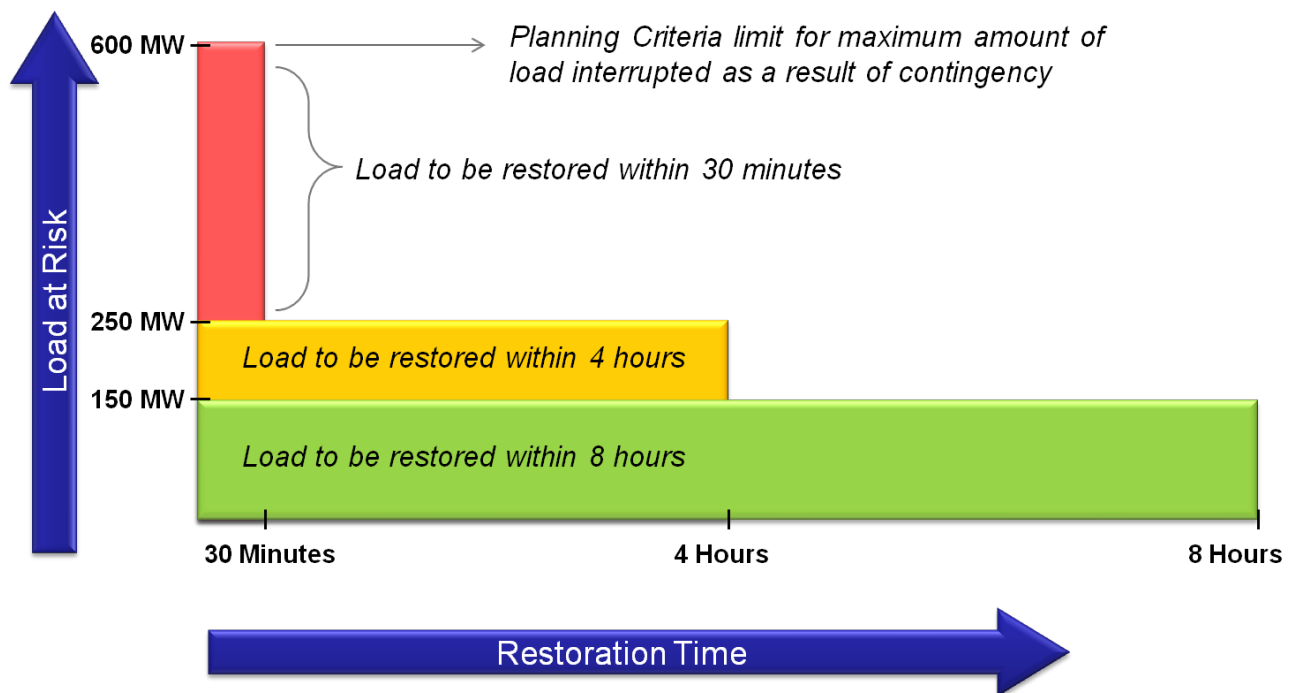 600 MW
Planning Criteria limit for maximum amount of
load interrupted as a result of contingency
Load to be restored within 30 minutes
Load at Risk
250 MW
Load to be restored within 4 hours
150 MW
Load to be restored within 8 hours
30 Minutes
4 Hours
8 Hours
Restoration Time